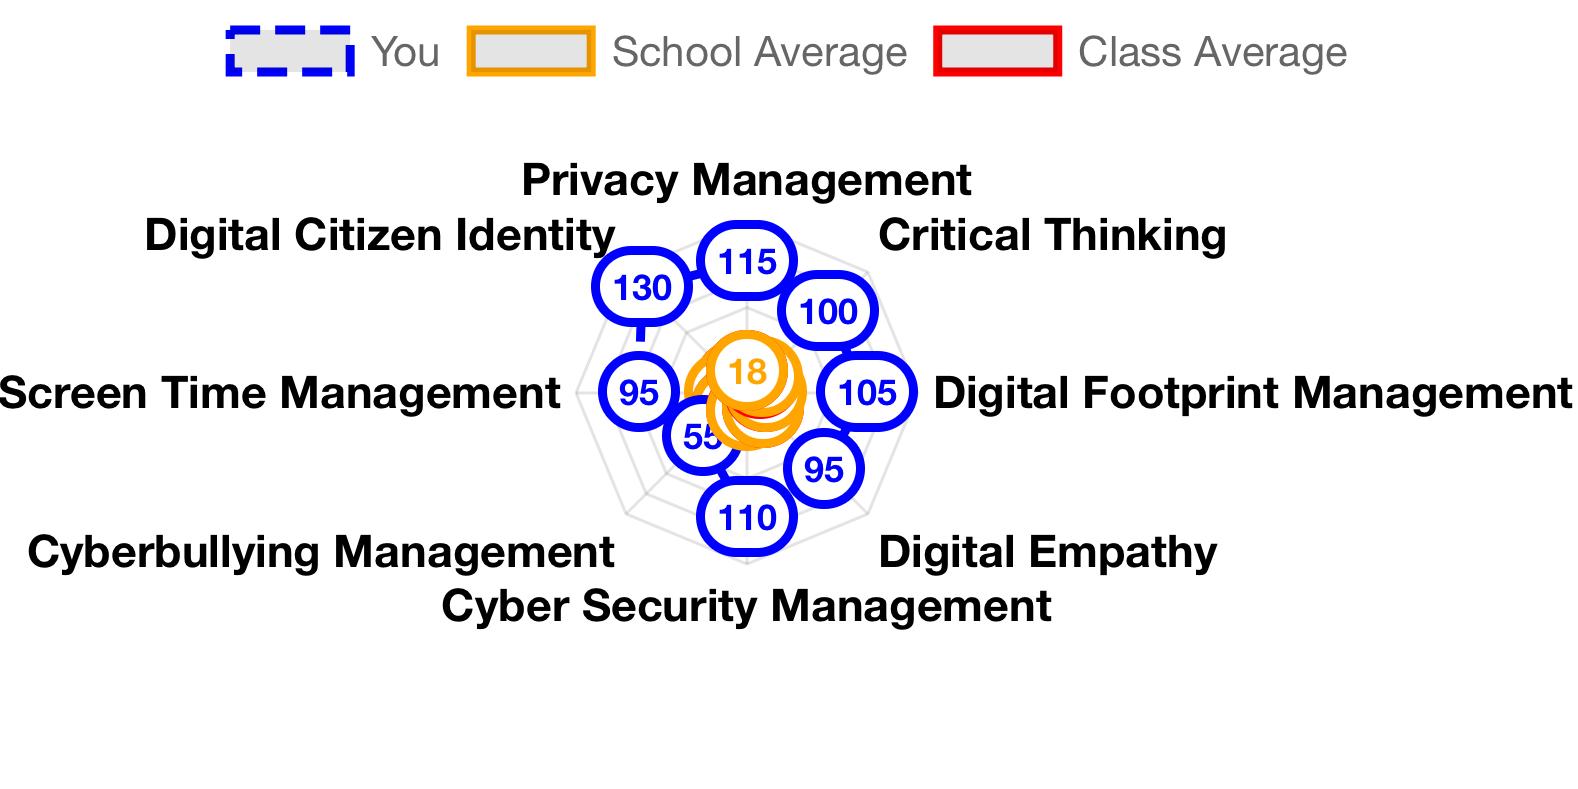 You School Average Class Average
Privacy Management
Digital Citizen Identity Critical Thinking
130 115 100
18
Screen Time Management 95 105 Digital Footprint Management
55 95
110
Cyberbullying Management Digital Empathy
Cyber Security Management